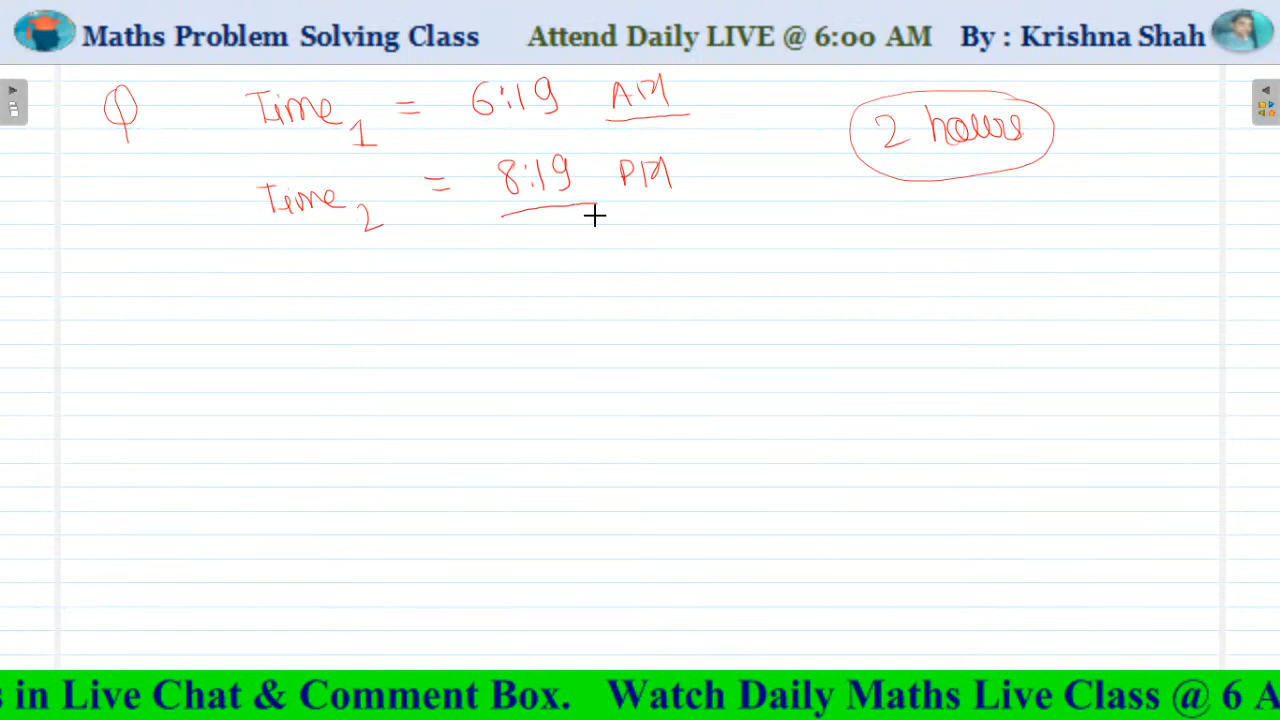 Maths Problem Solving Class Attend Daily LIVE @ 6:00 AM By : Krishna Shah
Q Time1 = 6:19 AM
2 hours
Time2 = 8:19 PM
s in Live Chat & Comment Box. Watch Daily Maths Live Class @ 6 A